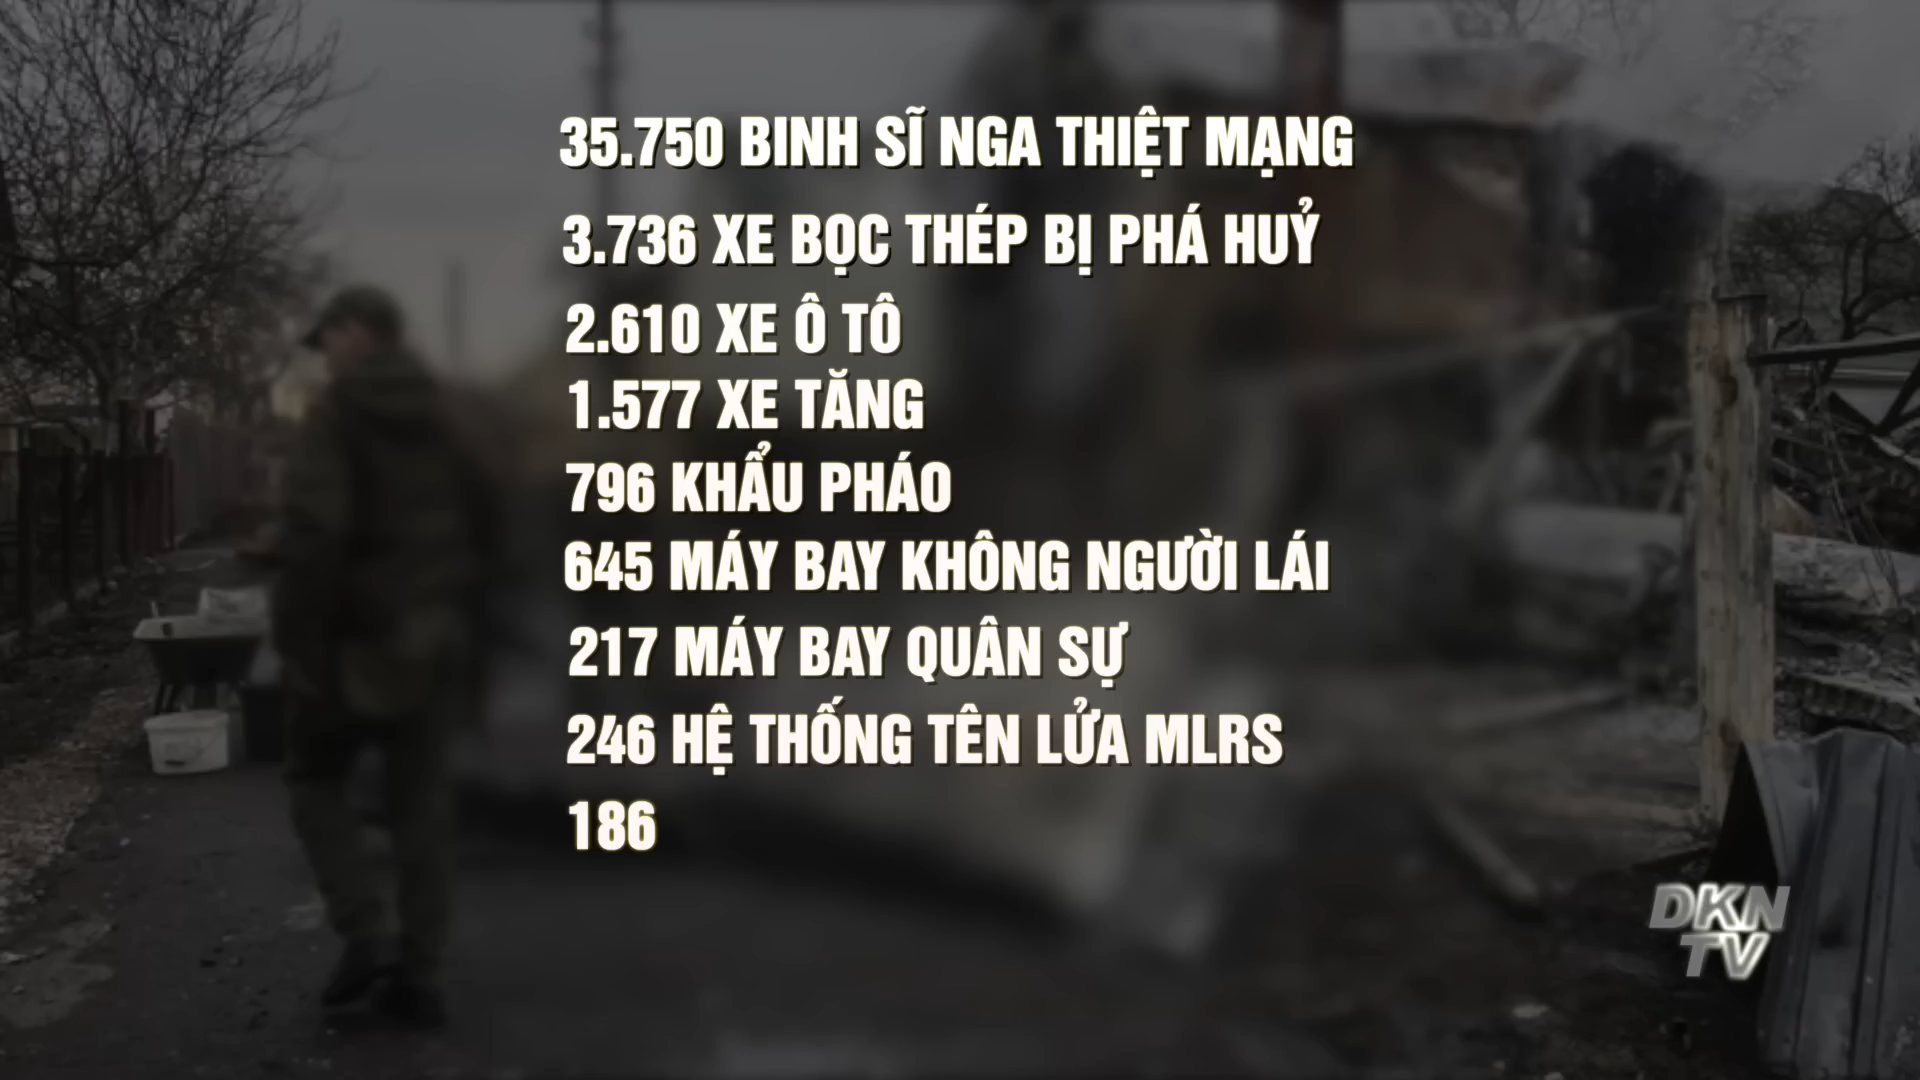 35.750 BINH SĨ NGA THIỆT MẠNG
3.736 XE BỌC THÉP BỊ PHÁ HUỶ
2.610 XE Ô TÔ
1.577 XE TĂNG
796 KHẨU PHÁO
645 MÁY BAY KHÔNG NGƯỜI LÁI
217 MÁY BAY QUÂN SỰ
246 HỆ THỐNG TÊN LỬA MLRS
186
DKN
TV